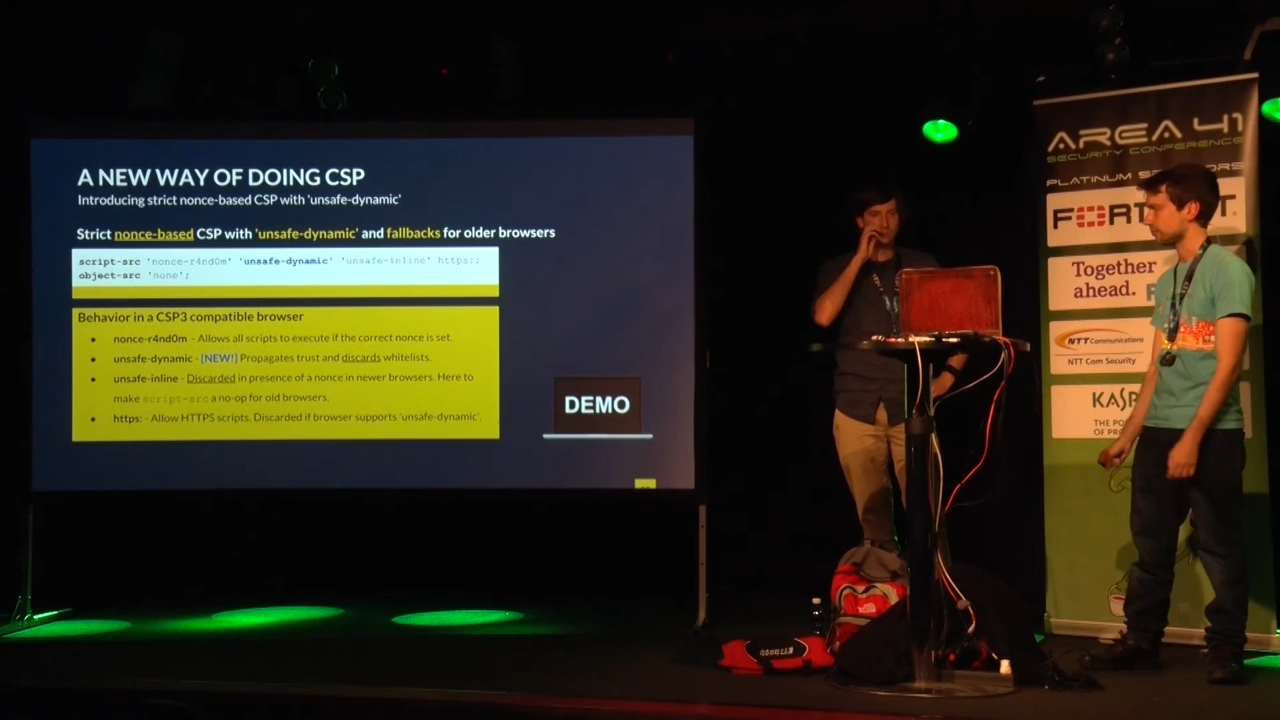 A NEW WAY OF DOING CSP
Introducing strict nonce-based CSP with 'unsafe-dynamic'
Strict nonce-based CSP with 'unsafe-dynamic' and fallbacks for older browsers
script-src 'nonce-r4nd0m' 'unsafe-dynamic' 'unsafe-inline' https:;
object-src 'none';
Behavior in a CSP3 compatible browser
● nonce-r4nd0m - Allows all scripts to execute if the correct nonce is set.
● unsafe-dynamic - [NEW!] Propagates trust and discards whitelists.
● unsafe-inline - Discarded in presence of a nonce in newer browsers. Here to
make script-src a no-op for old browsers.
● https: - Allow HTTPS scripts. Discarded if browser supports 'unsafe-dynamic'.
DEMO
AREA 41
SECURITY CONFERENCE
PLATINUM
Together
ahead.
NTT Communications
NTT Com Security
THE
OF